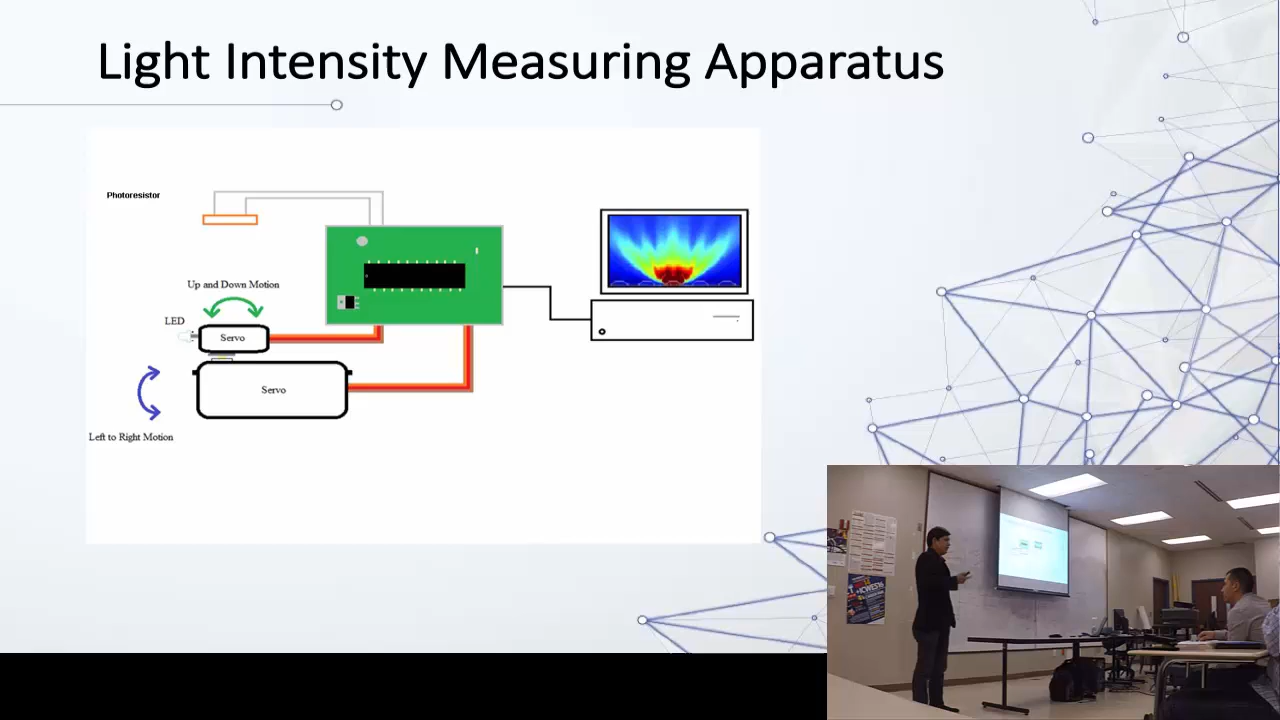 Light Intensity Measuring Apparatus
Photoresistor
Up and Down Motion
LED
Servo
Servo
Left to Right Motion